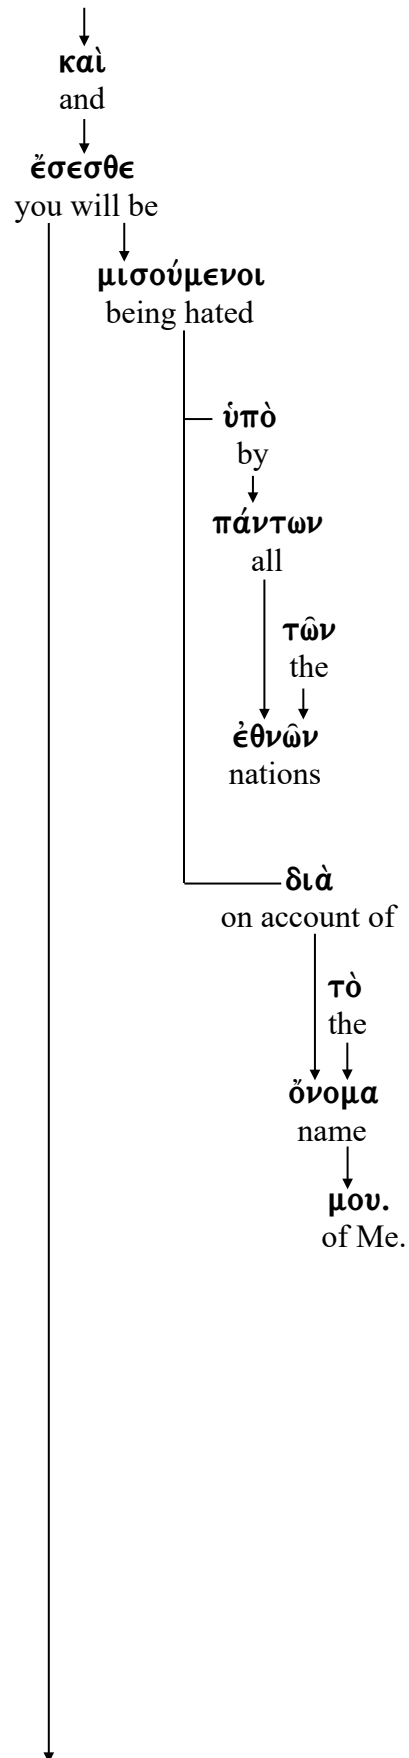 καὶ
and
ἔσεσθε
you will be
μισούμενοι
being hated
ὑπὸ
by
πάντων
all
τῶν
the
ἐθνῶν
nations
διὰ
on account of
τὸ
the
ὄνομα
name
μου.
of Me.